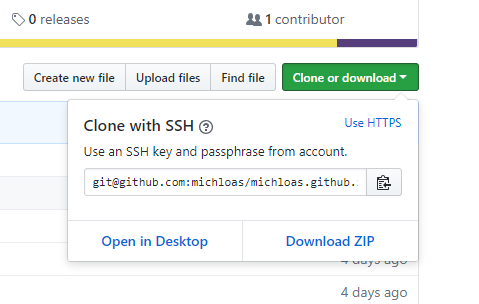 0 releases
1 contributor
Create new file
Upload files
Find file
Clone or download
Clone with SSH
Use HTTPS
Use an SSH key and passphrase from account.
git@github.com:michloas/michloas.github.
Open in Desktop
Download ZIP
4 days ago
4 days ago